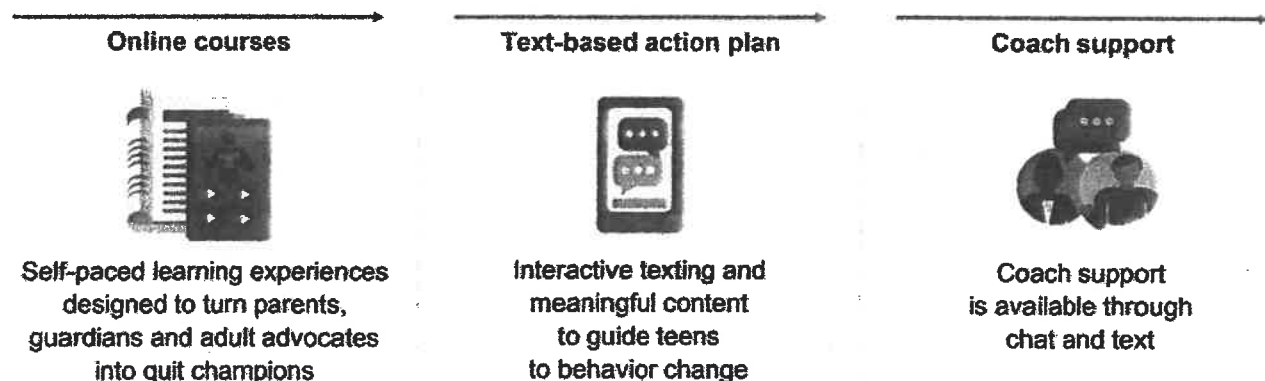 Online courses
Self-paced learning experiences
designed to turn parents,
guardians and adult advocates
into quit champions
Text-based action plan
Interactive texting and
meaningful content
to guide teens
to behavior change
Coach support
Coach support
is available through
chat and text